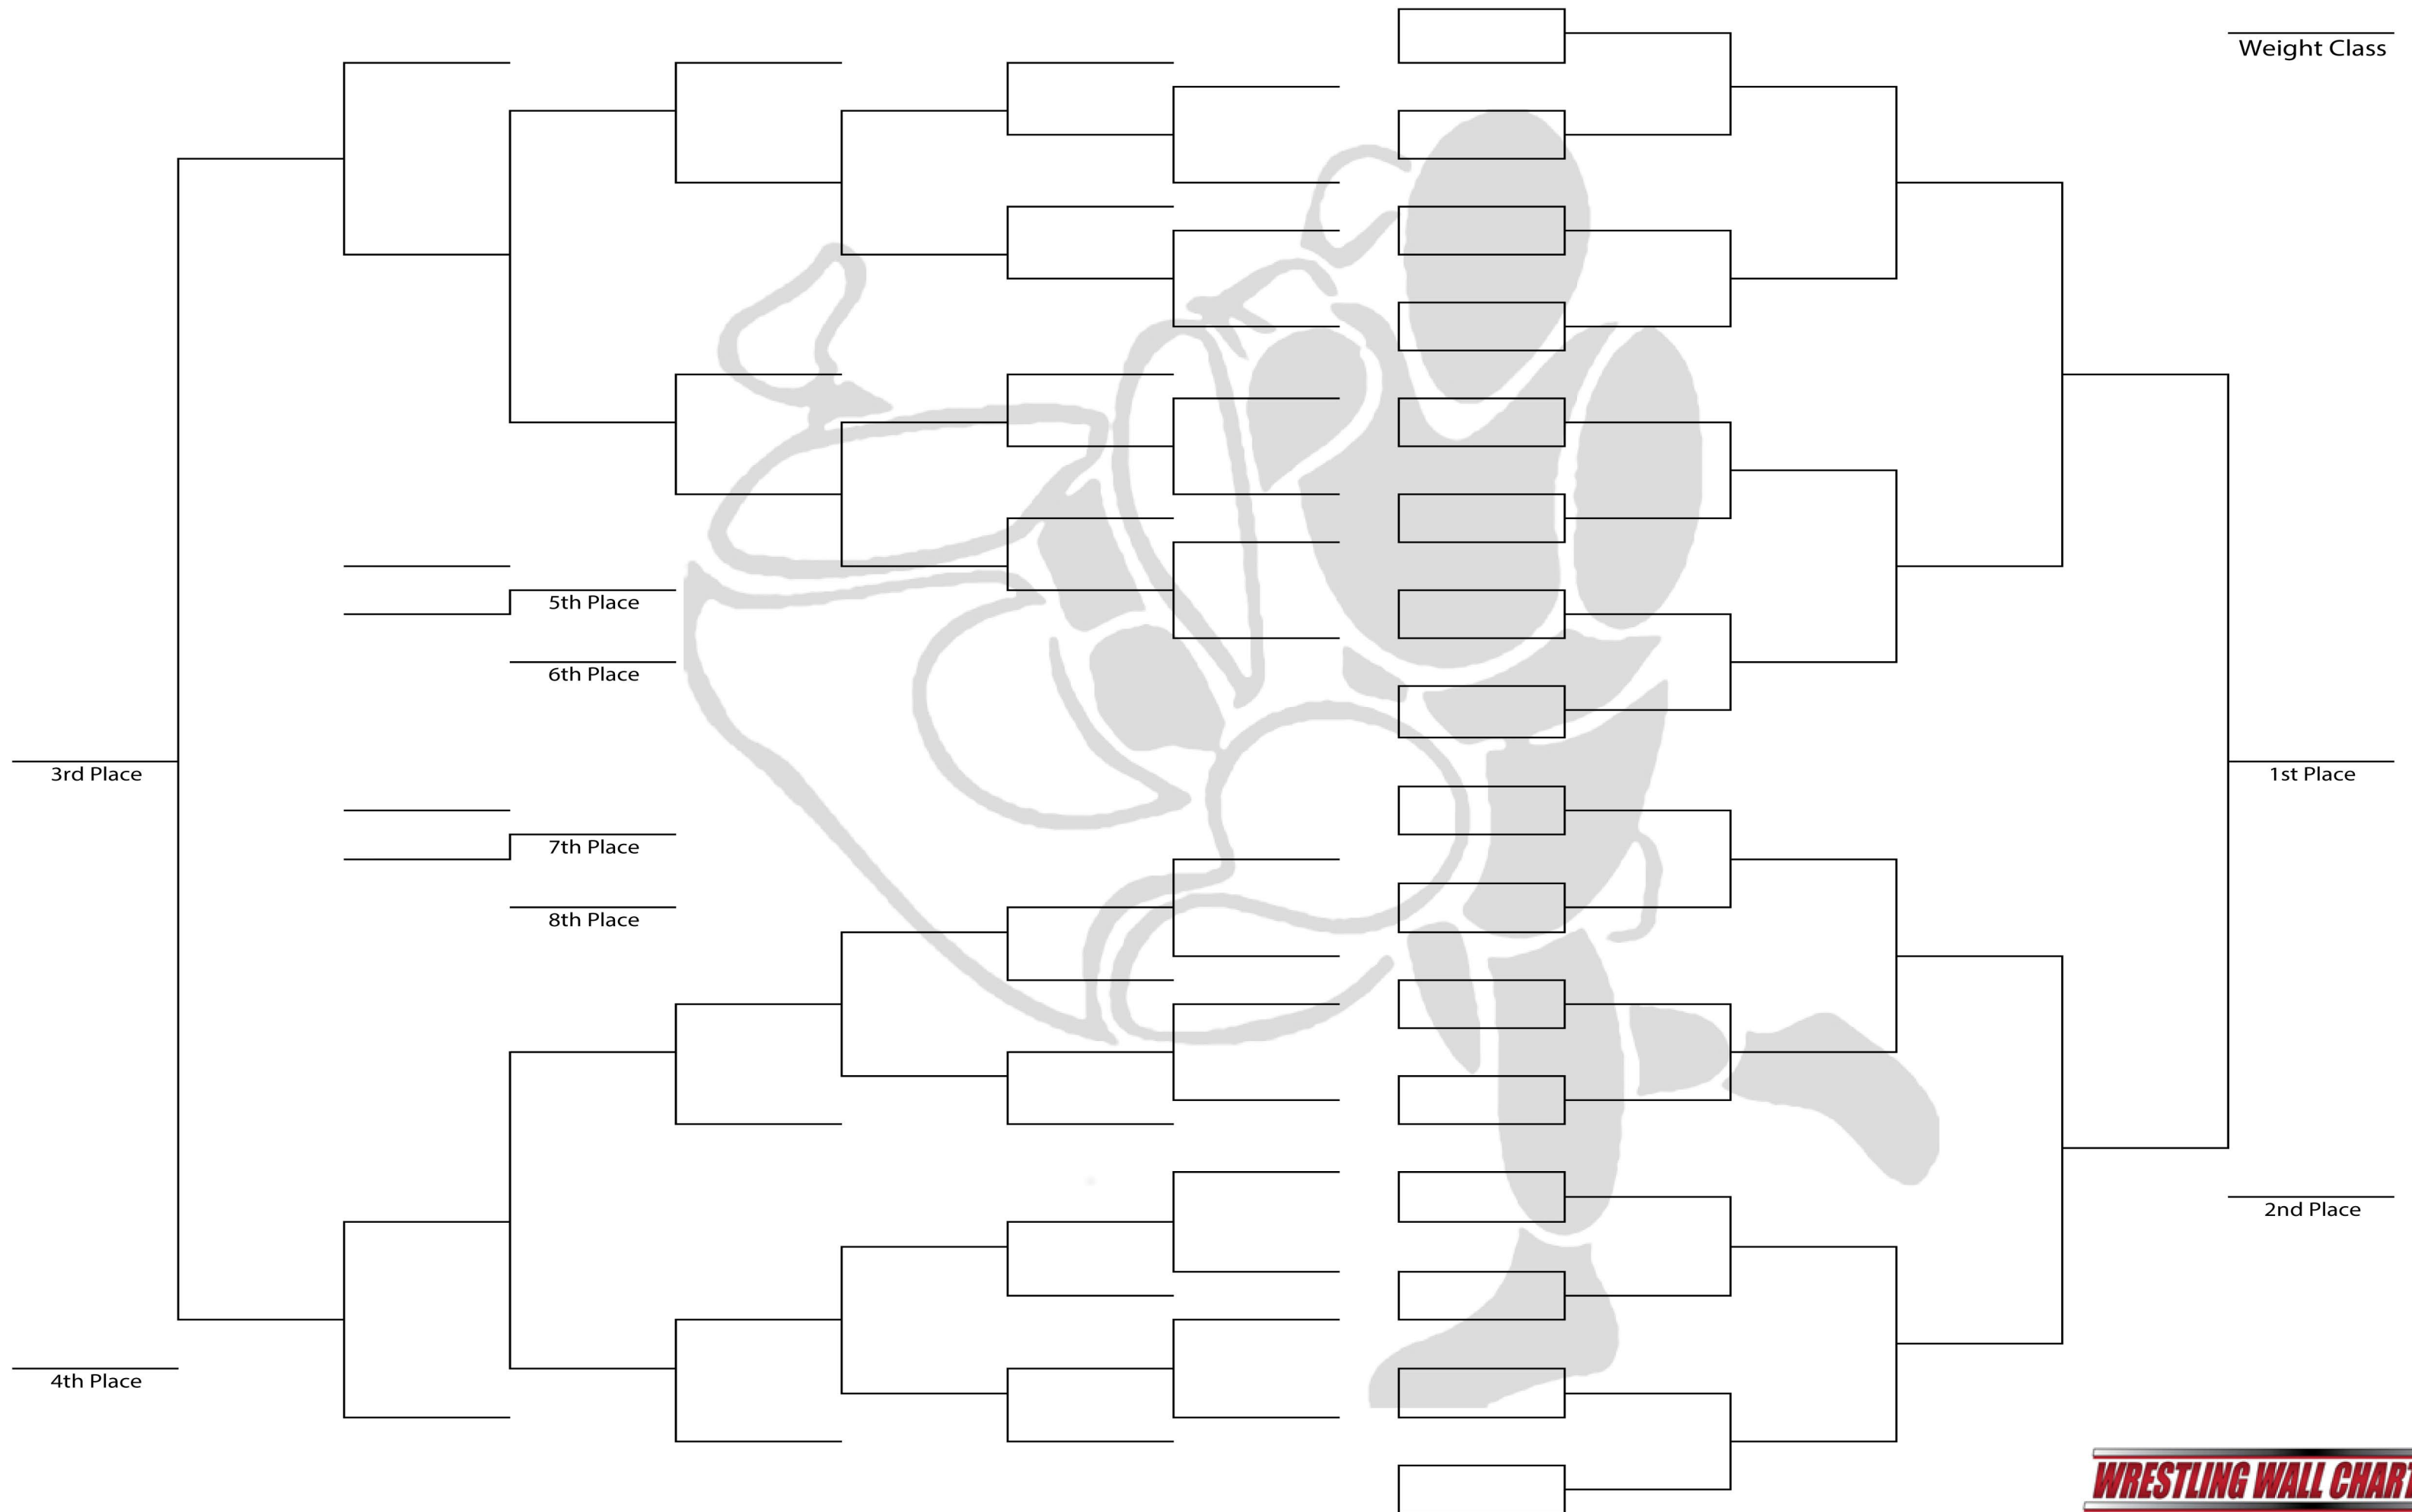 Weight Class
5th Place
6th Place
3rd Place
1st Place
7th Place
8th Place
2nd Place
4th Place
WRESTLING WALL CHART